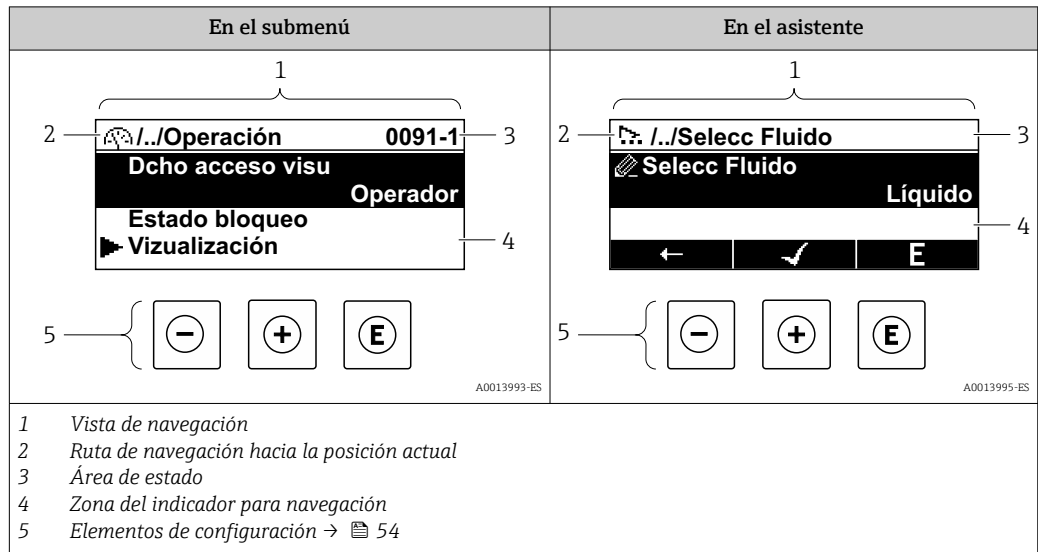 En el submenú
En el asistente
1
2
/../Operación 0091-1
3
Dcho acceso visu
Operador
Estado bloqueo
Vizualización
4
5
- + E
A0013993-ES
1
2
/../Selecc Fluido
3
Selecc Fluido
Líquido
4
← ✓ E
5
- + E
A0013995-ES
1 Vista de navegación
2 Ruta de navegación hacia la posición actual
3 Área de estado
4 Zona del indicador para navegación
5 Elementos de configuración → 54